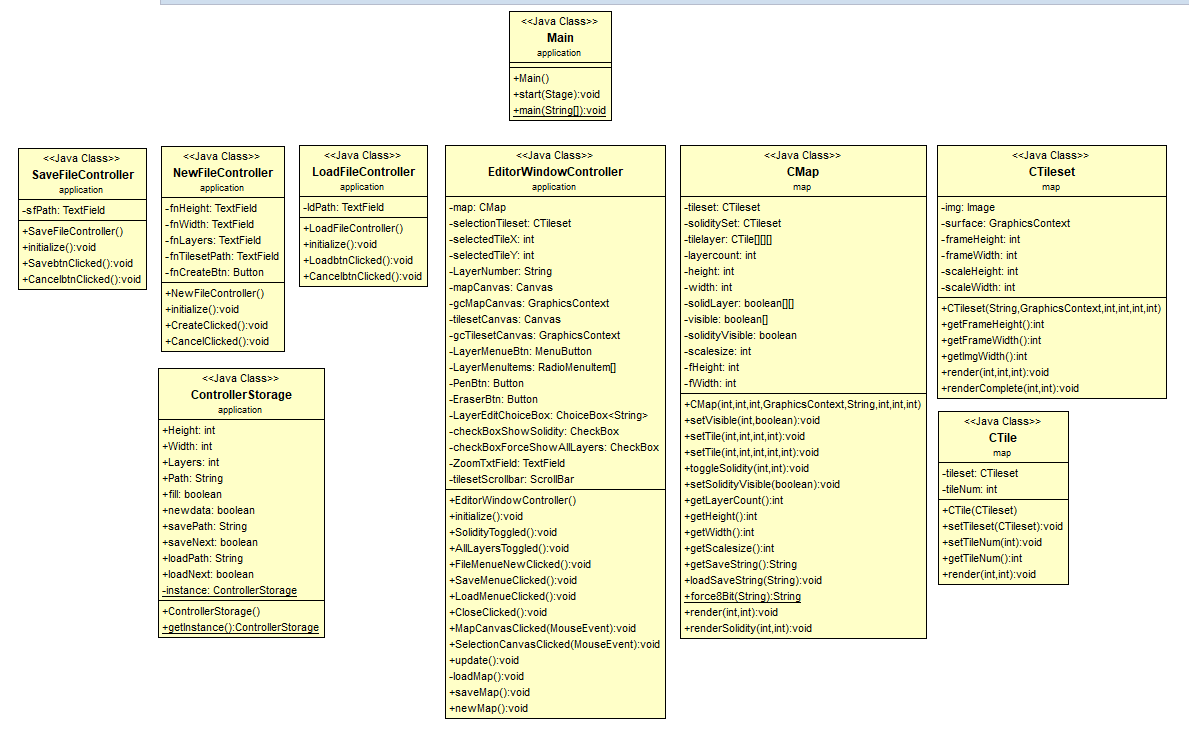 <<Java Class>>
Main
application
+Main()
+start(Stage):void
+main(String[]):void
<<Java Class>>
SaveFileController
application
-sfPath: TextField
+SaveFileController()
+initialize():void
+SavebtnClicked():void
+CancelbtnClicked():void
<<Java Class>>
NewFileController
application
-fnHeight: TextField
-fnWidth: TextField
-fnLayers: TextField
-fnTilesetPath: TextField
-fnCreateBtn: Button
+NewFileController()
+initialize():void
+CreateClicked():void
+CancelClicked():void
<<Java Class>>
LoadFileController
application
-ldPath: TextField
+LoadFileController()
+initialize():void
+LoadbtnClicked():void
+CancelbtnClicked():void
<<Java Class>>
EditorWindowController
application
-map: CMap
-selectionTileset: CTileset
-selectedTileX: int
-selectedTileY: int
-LayerNumber: String
-mapCanvas: Canvas
-gcMapCanvas: GraphicsContext
-tilesetCanvas: Canvas
-gcTilesetCanvas: GraphicsContext
-LayerMenueBtn: MenuButton
-LayerMenuItems: RadioMenuItem[]
-PenBtn: Button
-EraserBtn: Button
-LayerEditChoiceBox: ChoiceBox<String>
-checkBoxShowSolidity: CheckBox
-checkBoxForceShowAllLayers: CheckBox
-ZoomTxtField: TextField
-tilesetScrollbar: ScrollBar
+EditorWindowController()
+initialize():void
+SolidityToggled():void
+AllLayersToggled():void
+FileMenueNewClicked():void
+SaveMenueClicked():void
+LoadMenueClicked():void
+CloseClicked():void
+MapCanvasClicked(MouseEvent):void
+SelectionCanvasClicked(MouseEvent):void
+update():void
-loadMap():void
+saveMap():void
+newMap():void
<<Java Class>>
CMap
map
-tileset: CTileset
-soliditySet: CTileset
-tilelayer: CTile[][][]
-layercount: int
-height: int
-width: int
-solidLayer: boolean[][]
-visible: boolean[]
-solidityVisible: boolean
-scalesize: int
-fHeight: int
-fWidth: int
+CMap(int,int,int,GraphicsContext,String,int,int,int)
+setVisible(int,boolean):void
+setTile(int,int,int,int):void
+setTile(int,int,int,int,int):void
+toggleSolidity(int,int):void
+setSolidityVisible(boolean):void
+getLayerCount():int
+getHeight():int
+getWidth():int
+getScalesize():int
+getSaveString():String
+loadSaveString(String):void
+force8Bit(String):String
+render(int,int):void
+renderSolidity(int,int):void
<<Java Class>>
CTileset
map
-img: Image
-surface: GraphicsContext
-frameHeight: int
-frameWidth: int
-scaleHeight: int
-scaleWidth: int
+CTileset(String,GraphicsContext,int,int,int,int)
+getFrameHeight():int
+getFrameWidth():int
+getImgWidth():int
+render(int,int,int):void
+renderComplete(int,int):void
<<Java Class>>
ControllerStorage
application
+Height: int
+Width: int
+Layers: int
+Path: String
+fill: boolean
+newdata: boolean
+savePath: String
+saveNext: boolean
+loadPath: String
+loadNext: boolean
-instance: ControllerStorage
+ControllerStorage()
+getInstance():ControllerStorage
<<Java Class>>
CTile
map
-tileset: CTileset
-tileNum: int
+CTile(CTileset)
+setTileset(CTileset):void
+setTileNum(int):void
+getTileNum():int
+render(int,int):void